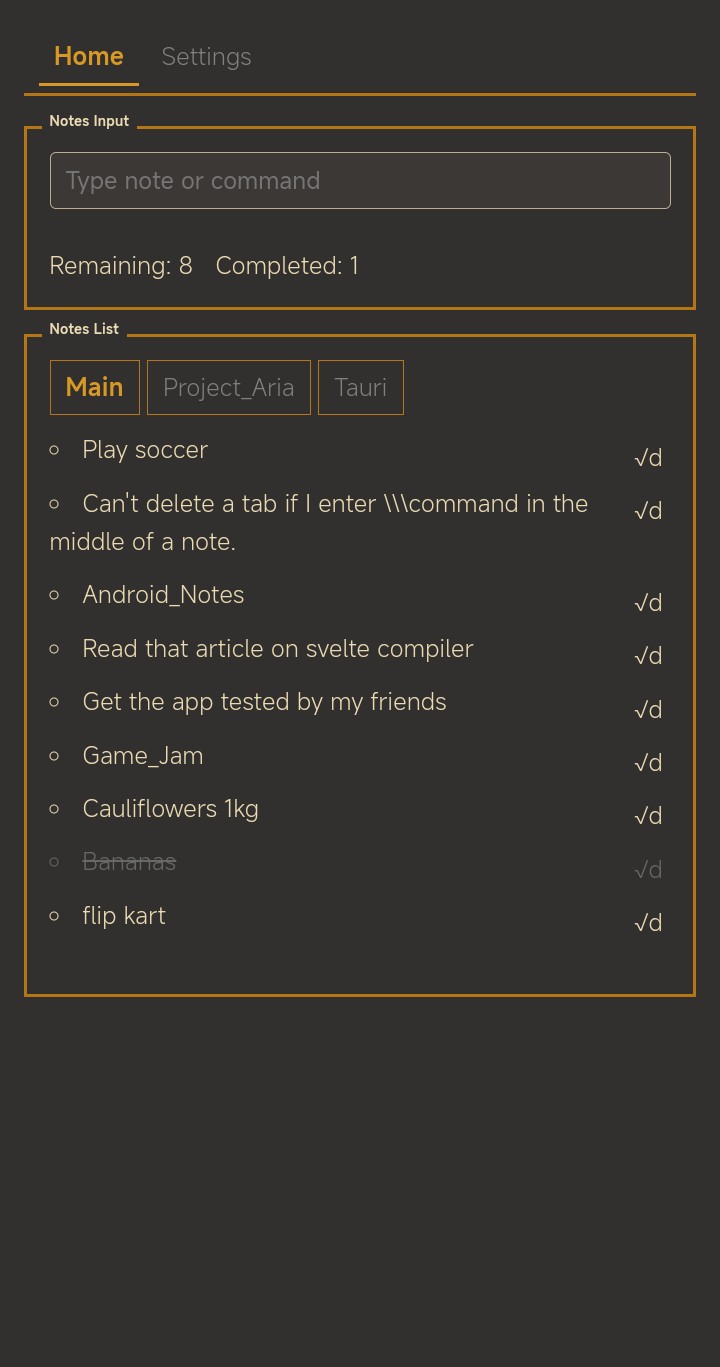 Home Settings
Notes Input
Type note or command
Remaining: 8 Completed: 1
Notes List
Main Project_Aria Tauri
Play soccer √d
Can't delete a tab if I enter \\\command in the √d
middle of a note.
Android_Notes √d
Read that article on svelte compiler √d
Get the app tested by my friends √d
Game_Jam √d
Cauliflowers 1kg √d
Bananas √d
flip kart √d